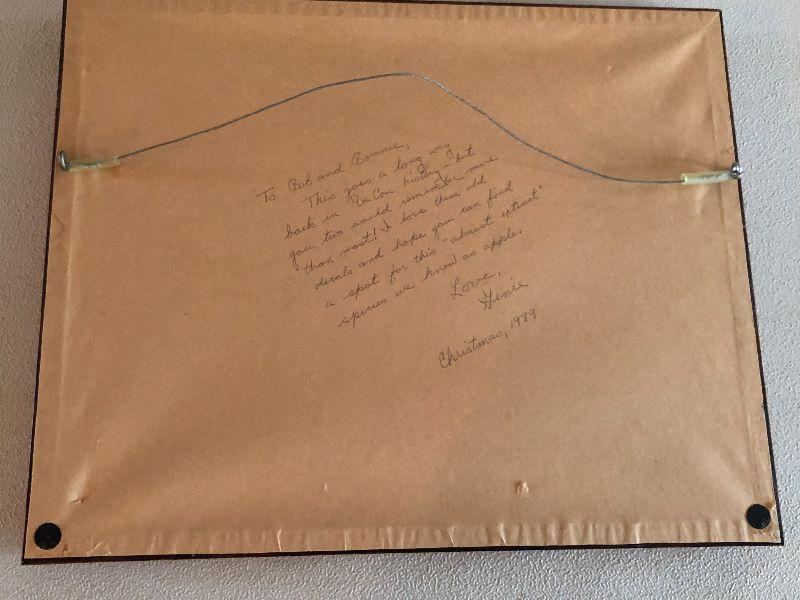 To Bob and Bonnie,
This goes a long way
back in "DeCou history" but
you two would remember more
than most! I love these old
decals and hope you can find
a spot for this "almost extinct"
species we know as apple.
Love,
Genie
Christmas, 1979